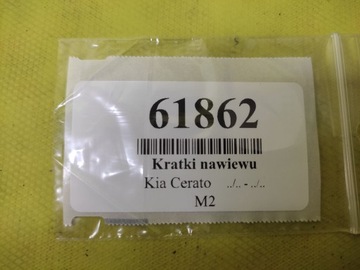 61862
Kratki nawiewu
Kia Cerato ../.. - ../..
M2